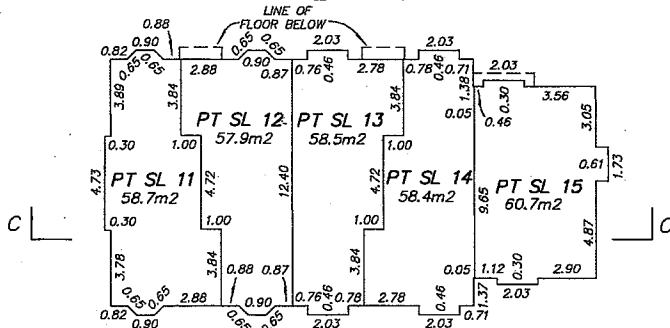 LINE OF
FLOOR BELOW
0.88
0.82 0.90 0.65 0.65 2.03 2.03
0.65 0.65 2.88 0.90 0.87 0.76 0.46 2.78 0.78 0.46 0.71
2.03
3.89 3.84 3.84 1.38 0.30 3.56
PT SL 12
57.9m2
PT SL 13
58.5m2
0.05 0.46 3.05
0.30 1.00 1.00
0.61 1.73
4.73 4.72 12.40 4.72
PT SL 11
58.7m2
PT SL 14
58.4m2
9.65
PT SL 15
60.7m2
C C
0.30 1.00 1.00
4.87
3.78 3.84 0.88 0.87 3.84 0.05 1.12 0.30 2.90
0.65 0.65 2.88 0.90 0.76 0.46 0.78 2.78 0.46 1.37 2.03
0.82 0.90 0.65 0.65 2.03 2.03 0.71